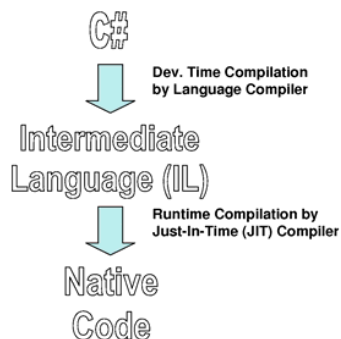 C#
Dev. Time Compilation
by Language Compiler
Intermediate
Language (IL)
Runtime Compilation by
Just-In-Time (JIT) Compiler
Native
Code